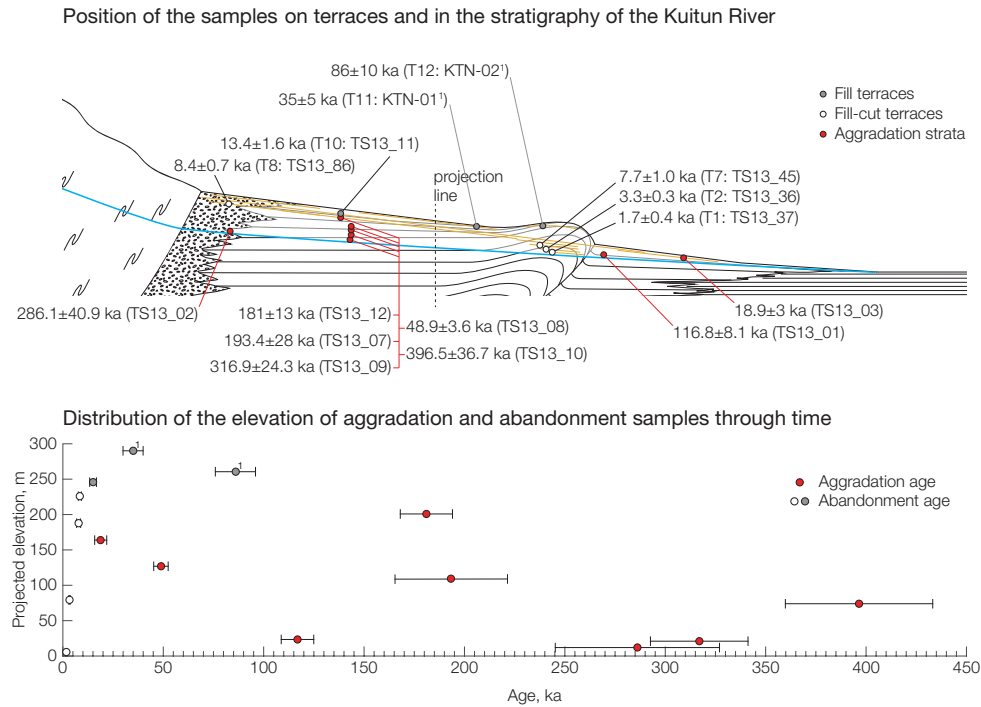 Position of the samples on terraces and in the stratigraphy of the Kuitun River
86±10 ka (T12: KTN-02¹)
35±5 ka (T11: KTN-01¹)
13.4±1.6 ka (T10: TS13_11)
8.4±0.7 ka (T8: TS13_86)
projection
line
Fill terraces
Fill-cut terraces
Aggradation strata
7.7±1.0 ka (T7: TS13_45)
3.3±0.3 ka (T2: TS13_36)
1.7±0.4 ka (T1: TS13_37)
286.1±40.9 ka (TS13_02)
181±13 ka (TS13_12)
48.9±3.6 ka (TS13_08)
193.4±28 ka (TS13_07)
396.5±36.7 ka (TS13_10)
316.9±24.3 ka (TS13_09)
18.9±3 ka (TS13_03)
116.8±8.1 ka (TS13_01)
Distribution of the elevation of aggradation and abandonment samples through time
Projected elevation, m
300
250
200
150
100
50
0
1
1
Aggradation age
Abandonment age
0 50 100 150 200 250 300 350 400 450
Age, ka